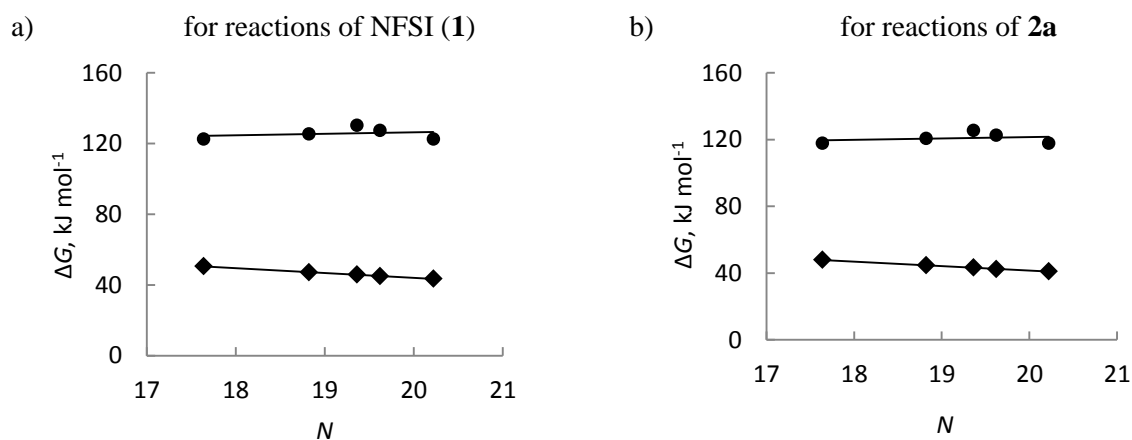 a) for reactions of NFSI (1)
160
120
80
40
0
ΔG, kJ mol⁻¹
17 18 19 20 21
N
b) for reactions of 2a
160
120
80
40
0
ΔG, kJ mol⁻¹
17 18 19 20 21
N